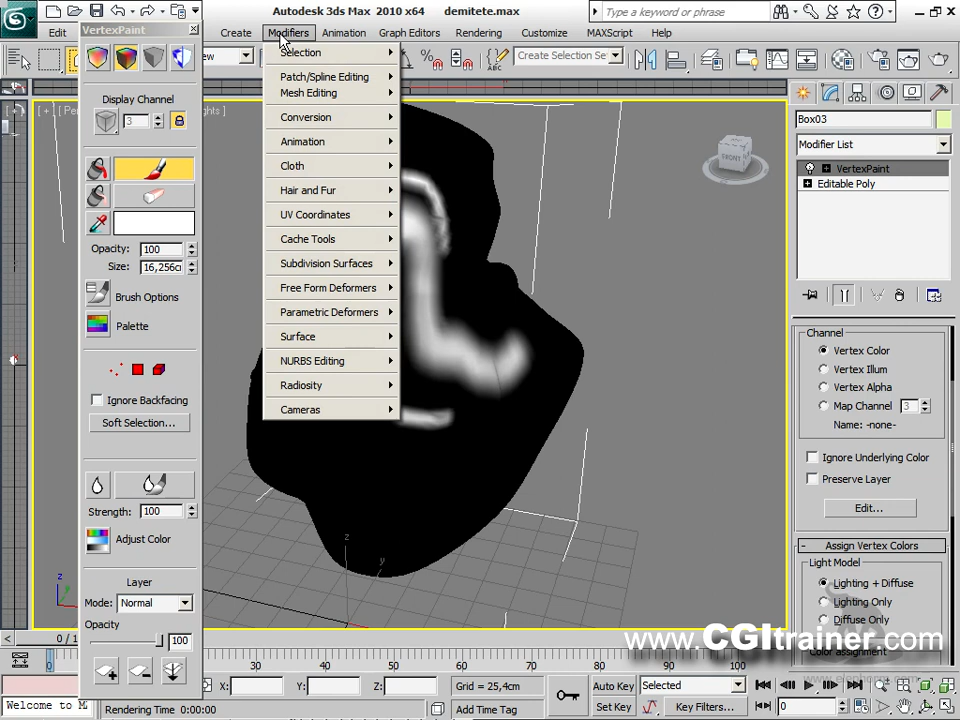 Autodesk 3ds Max 2010 x64 demitete.max
Type a keyword or phrase
Edit
Create
Modifiers
Animation
Graph Editors
Rendering
Customize
MAXScript
Help
VertexPaint
Create Selection Se
Display Channel
3
Opacity: 100
Size: 16,256c
Brush Options
Palette
Ignore Backfacing
Soft Selection...
Strength: 100
Adjust Color
Layer
Mode: Normal
Opacity
100
Selection
Patch/Spline Editing
Mesh Editing
Conversion
Animation
Cloth
Hair and Fur
UV Coordinates
Cache Tools
Subdivision Surfaces
Free Form Deformers
Parametric Deformers
Surface
NURBS Editing
Radiosity
Cameras
FRONT
z
y
z
Box03
Modifier List
VertexPaint
Editable Poly
Channel
Vertex Color
Vertex Illum
Vertex Alpha
Map Channel 3
Name: -none-
Ignore Underlying Color
Preserve Layer
Edit...
- Assign Vertex Colors
Light Model
Lighting + Diffuse
Lighting Only
Diffuse Only
Color assignment
www.CGItrainer.com
0 / 1
0
30 40 50 60 70 80 90 100
X: Y: Z: Grid = 25,4cm
Auto Key Selected
Set Key Key Filters...
0
Welcome to M
Rendering Time 0:00:00
Add Time Tag